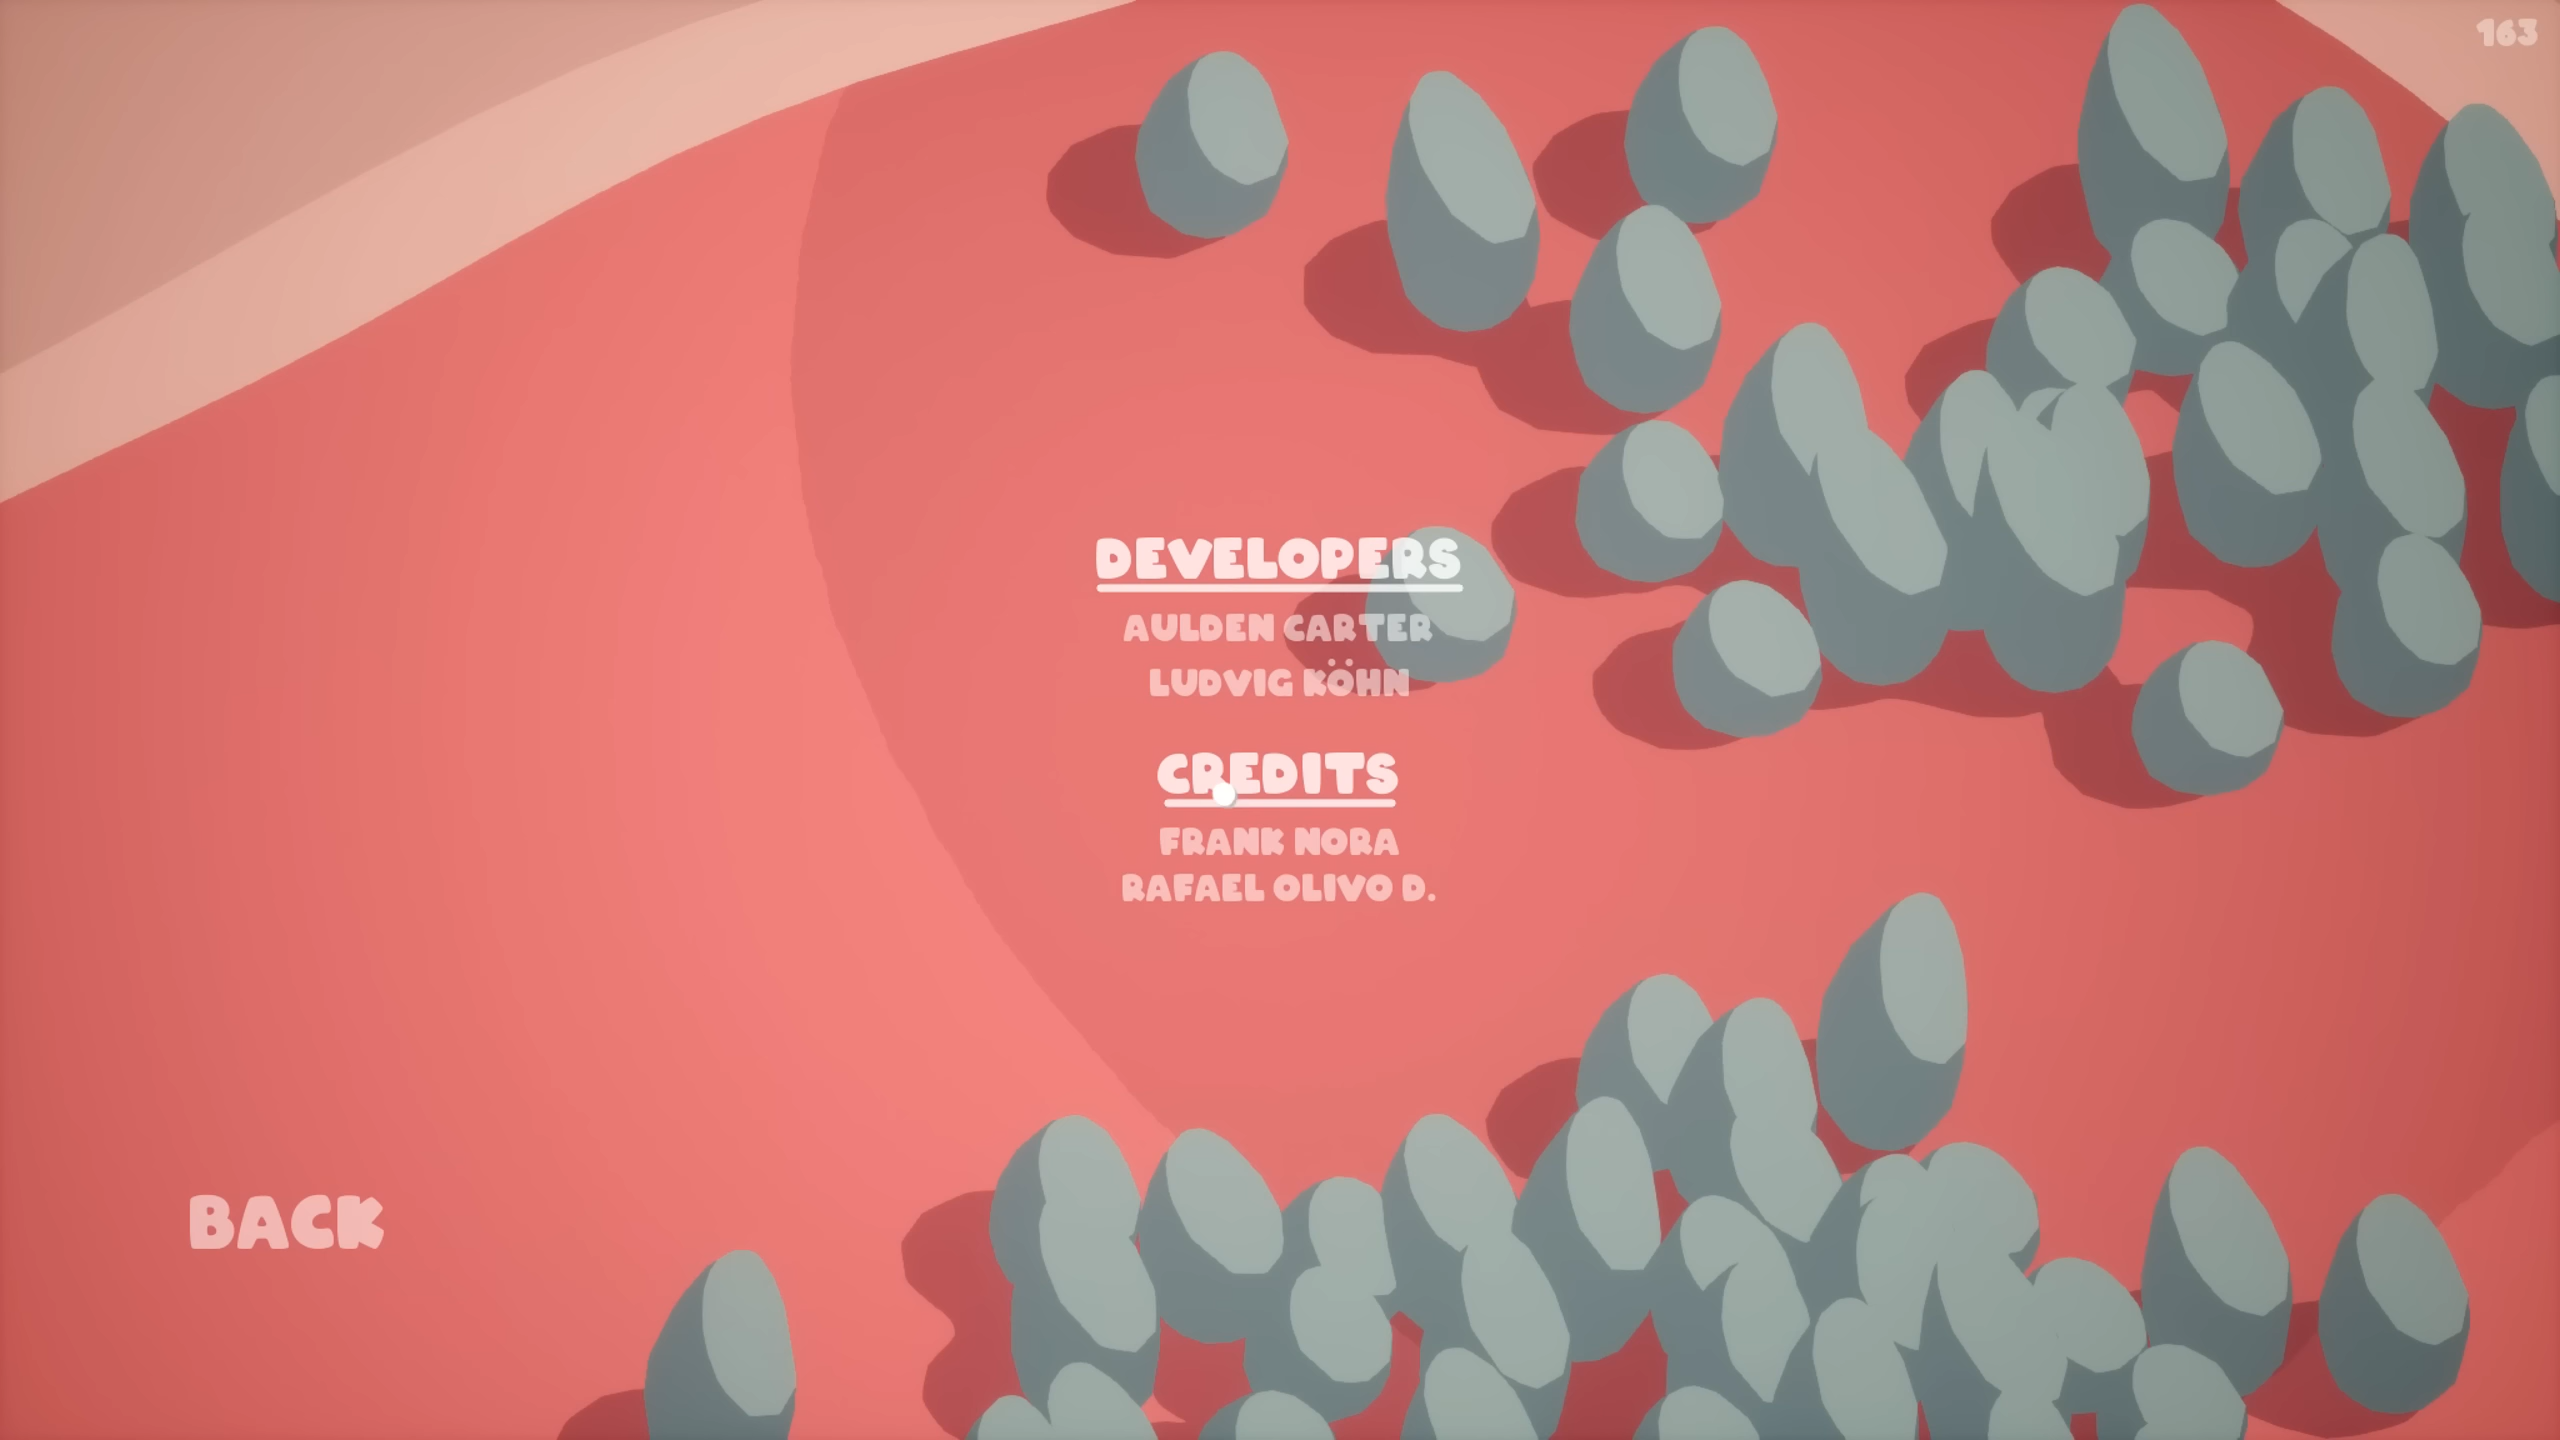 163
DEVELOPERS
AULDEN CARTER
LUDVIG KÖHN
CREDITS
FRANK NORA
RAFAEL OLIVO D.
BACK